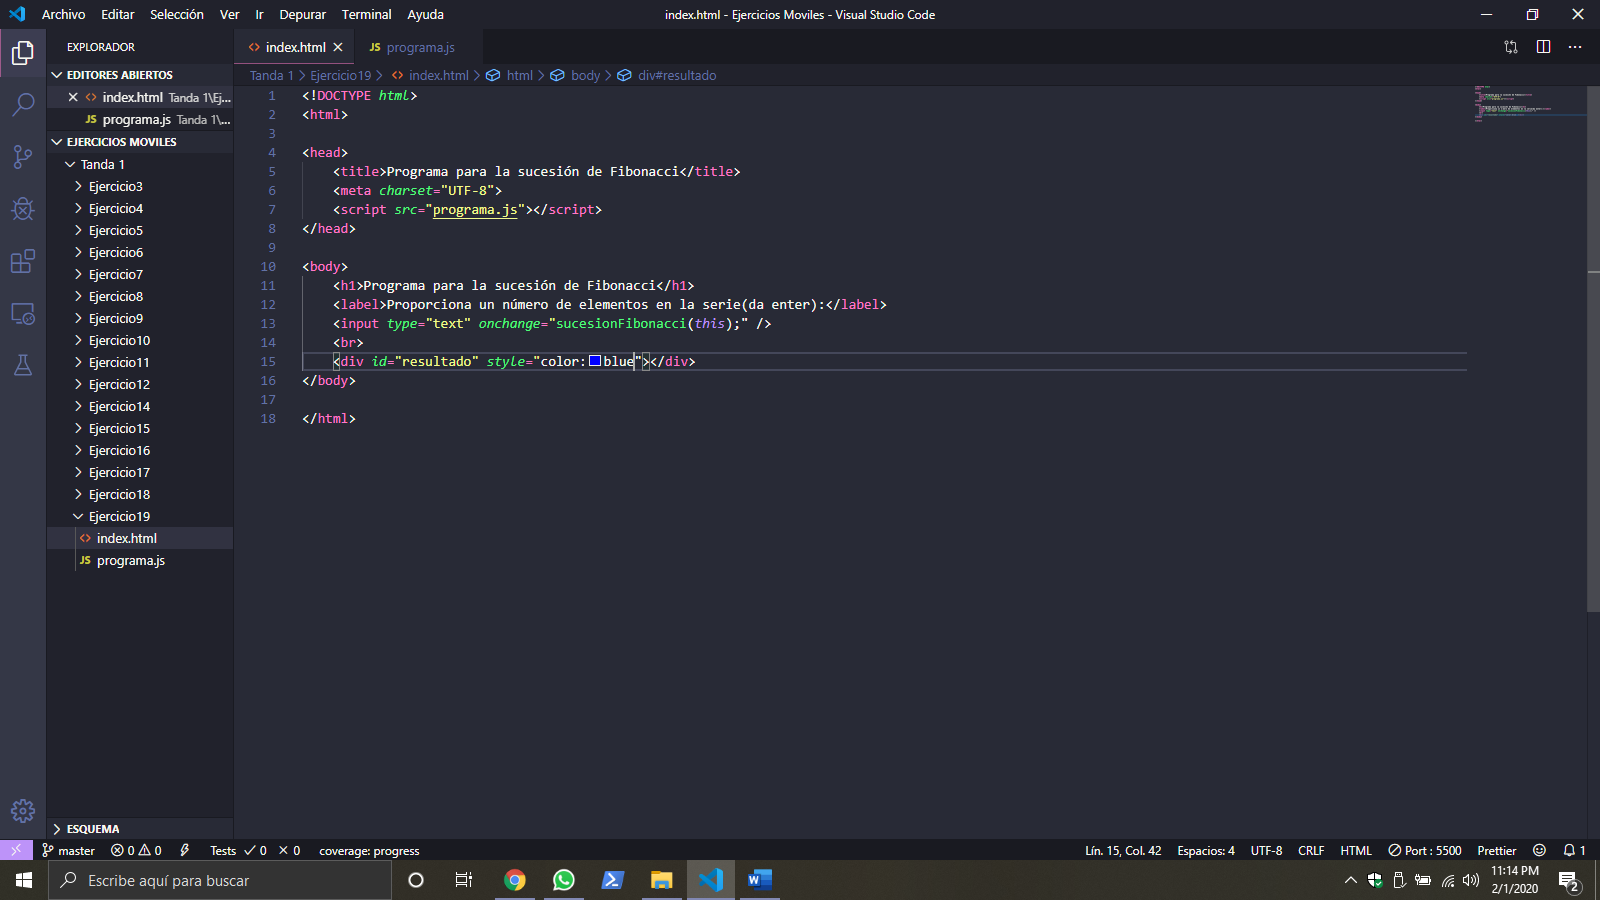 Archivo Editar Selección Ver Ir Depurar Terminal Ayuda
index.html - Ejercicios Moviles - Visual Studio Code
EXPLORADOR
EDITORES ABIERTOS
index.html Tanda 1\Ej...
JS programa.js Tanda 1\...
EJERCICIOS MOVILES
Tanda 1
Ejercicio3
Ejercicio4
Ejercicio5
Ejercicio6
Ejercicio7
Ejercicio8
Ejercicio9
Ejercicio10
Ejercicio11
Ejercicio12
Ejercicio14
Ejercicio15
Ejercicio16
Ejercicio17
Ejercicio18
Ejercicio19
index.html
JS programa.js
ESQUEMA
index.html JS programa.js
Tanda 1 > Ejercicio19 > index.html > html > body > div#resultado
1 <!DOCTYPE html>
2 <html>
3
4 <head>
5 <title>Programa para la sucesión de Fibonacci</title>
6 <meta charset="UTF-8">
7 <script src="programa.js"></script>
8 </head>
9
10 <body>
11 <h1>Programa para la sucesión de Fibonacci</h1>
12 <label>Proporciona un número de elementos en la serie(da enter):</label>
13 <input type="text" onchange="sucesionFibonacci(this);" />
14 <br>
15 <div id="resultado" style="color:blue"></div>
16 </body>
17
18 </html>
master 0 0 Tests 0 0 coverage: progress
Lín. 15, Col. 42 Espacios: 4 UTF-8 CRLF HTML Port : 5500 Prettier 1
Escribe aquí para buscar
11:14 PM
2/1/2020
2